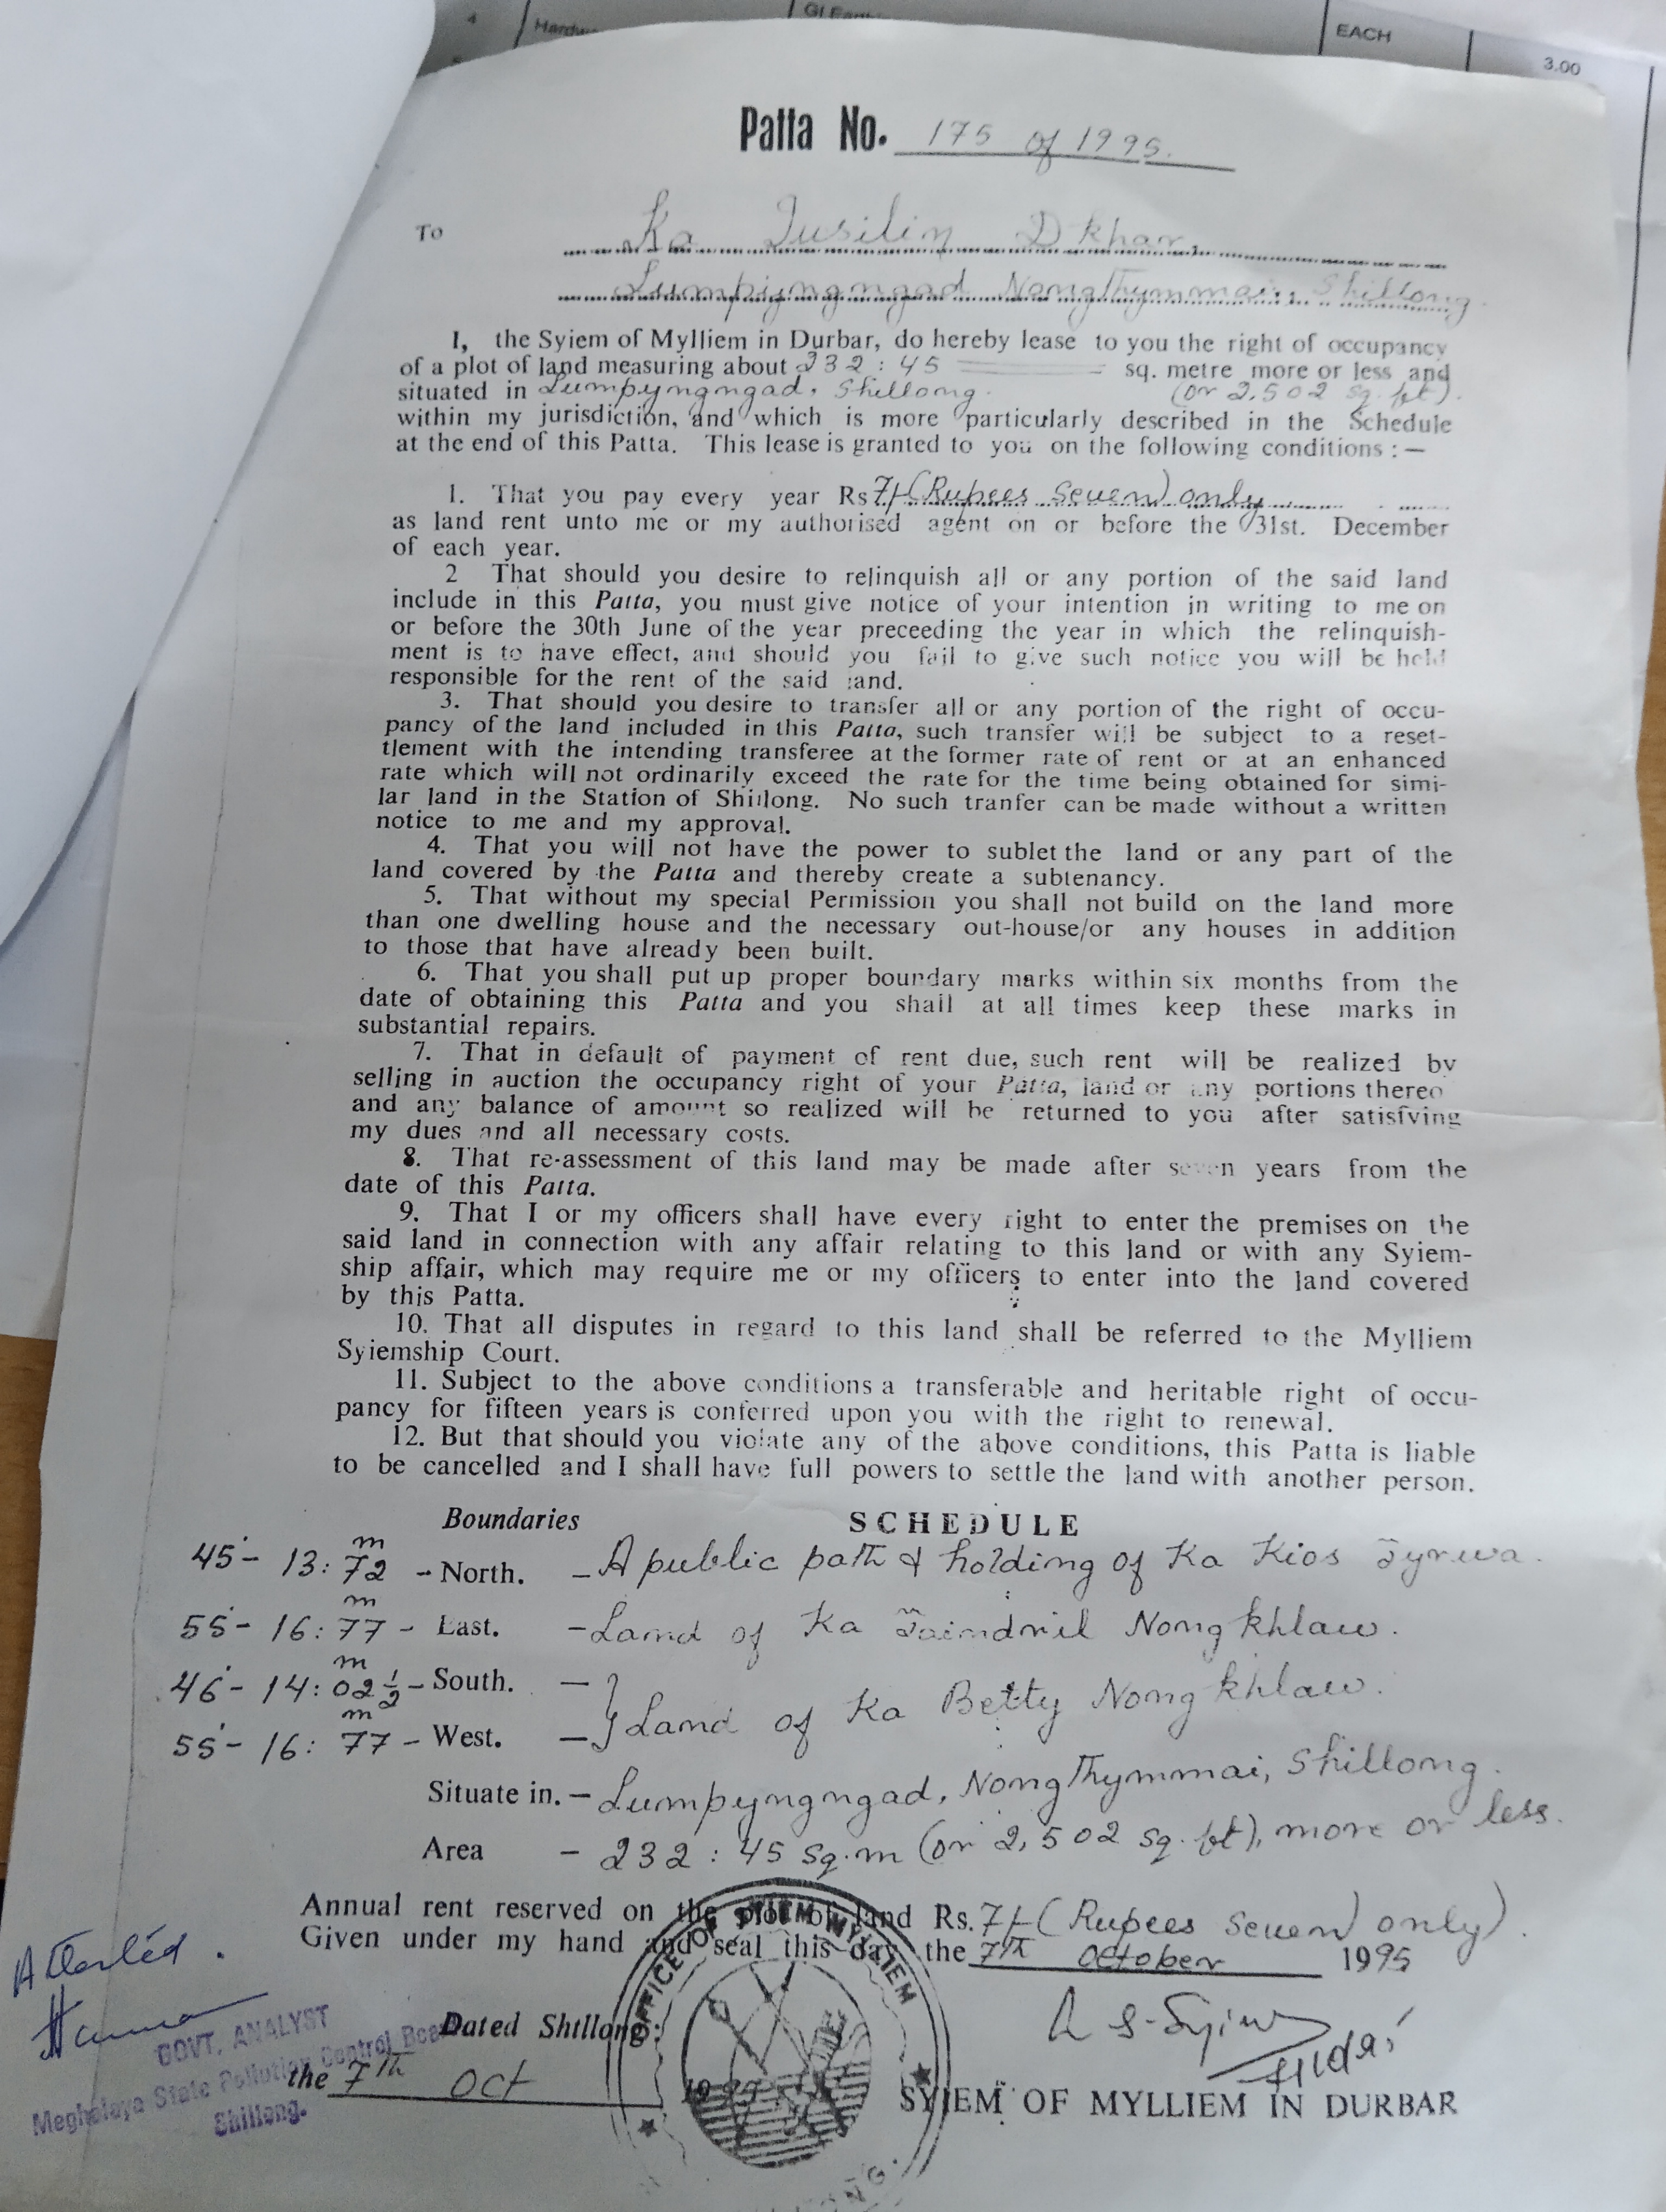 4
EACH
3.00
Patta No. 175 of 1995.
To Ka Dkhar,
Lumpyngngad Nongthymmai, Shillong.
I, the Syiem of Mylliem in Durbar, do hereby lease to you the right of occupancy
of a plot of land measuring about 232:45 sq. metre more or less and
situated in Lumpyngngad, Shillong. (or 2,502 sq. ft).
within my jurisdiction, and which is more particularly described in the Schedule
at the end of this Patta. This lease is granted to you on the following conditions :—
1. That you pay every year Rs 7/- (Rupees Seven) only
as land rent unto me or my authorised agent on or before the 31st. December
of each year.
2 That should you desire to relinquish all or any portion of the said land
include in this Patta, you must give notice of your intention in writing to me on
or before the 30th June of the year preceeding the year in which the relinquish-
ment is to have effect, and should you fail to give such notice you will be held
responsible for the rent of the said land.
3. That should you desire to transfer all or any portion of the right of occu-
pancy of the land included in this Patta, such transfer will be subject to a reset-
tlement with the intending transferee at the former rate of rent or at an enhanced
rate which will not ordinarily exceed the rate for the time being obtained for simi-
lar land in the Station of Shillong. No such tranfer can be made without a written
notice to me and my approval.
4. That you will not have the power to sublet the land or any part of the
land covered by the Patta and thereby create a subtenancy.
5. That without my special Permission you shall not build on the land more
than one dwelling house and the necessary out-house/or any houses in addition
to those that have already been built.
6. That you shall put up proper boundary marks within six months from the
date of obtaining this Patta and you shall at all times keep these marks in
substantial repairs.
7. That in default of payment of rent due, such rent will be realized by
selling in auction the occupancy right of your Patta, land or any portions thereo
and any balance of amount so realized will be returned to you after satisfying
my dues and all necessary costs.
8. That re-assessment of this land may be made after seven years from the
date of this Patta.
9. That I or my officers shall have every right to enter the premises on the
said land in connection with any affair relating to this land or with any Syiem-
ship affair, which may require me or my officers to enter into the land covered
by this Patta.
10. That all disputes in regard to this land shall be referred to the Mylliem
Syiemship Court.
11. Subject to the above conditions a transferable and heritable right of occu-
pancy for fifteen years is conferred upon you with the right to renewal.
12. But that should you violate any of the above conditions, this Patta is liable
to be cancelled and I shall have full powers to settle the land with another person.
Boundaries SCHEDULE
45' - 13:72 m - North. - A public path & holding of Ka Kios
55' - 16:77 m - East. - Land of Ka Nongkhlaw.
46' - 14:02½ m - South. - } Land of Ka Betty Nongkhlaw.
55' - 16:77 m - West. -
Situate in. - Lumpyngngad, Nongthymmai, Shillong.
Area - 232:45 sq.m (or 2,502 sq. ft), more or less.
Annual rent reserved on the plot of land Rs. 7/- (Rupees Seven) only).
Given under my hand and seal this day the 7th October 1995
Attested.
GOVT. ANALYST
Meghalaya State Pollution Control Board
Shillong.
Dated Shillong:
the 7th Oct
OFFICE OF SYIEM MYLLIEM
SYIEM OF MYLLIEM IN DURBAR